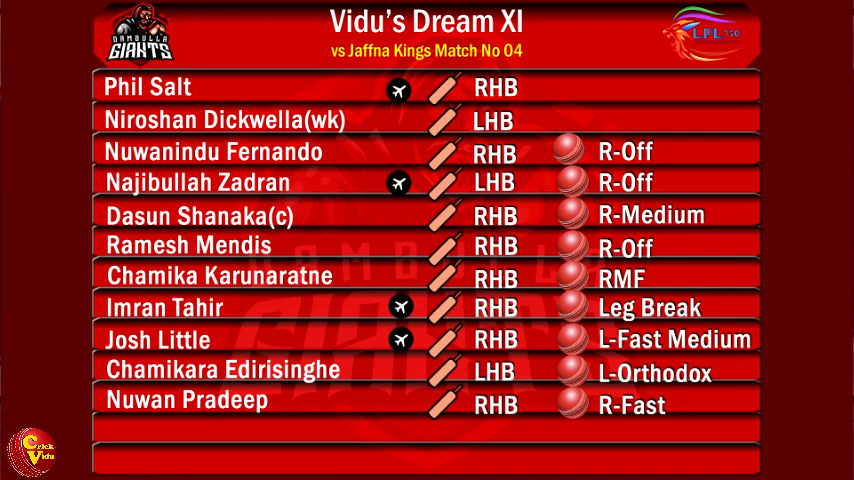 Vidu's Dream XI
vs Jaffna Kings Match No 04
DAMBULLA
GIANTS
LPL T20
Phil Salt RHB
Niroshan Dickwella(wk) LHB
Nuwanindu Fernando RHB R-Off
Najibullah Zadran LHB R-Off
Dasun Shanaka(c) RHB R-Medium
Ramesh Mendis RHB R-Off
Chamika Karunaratne RHB RMF
Imran Tahir RHB Leg Break
Josh Little RHB L-Fast Medium
Chamikara Edirisinghe LHB L-Orthodox
Nuwan Pradeep RHB R-Fast
DAMBULLA
GIANTS
Crick
Vidu